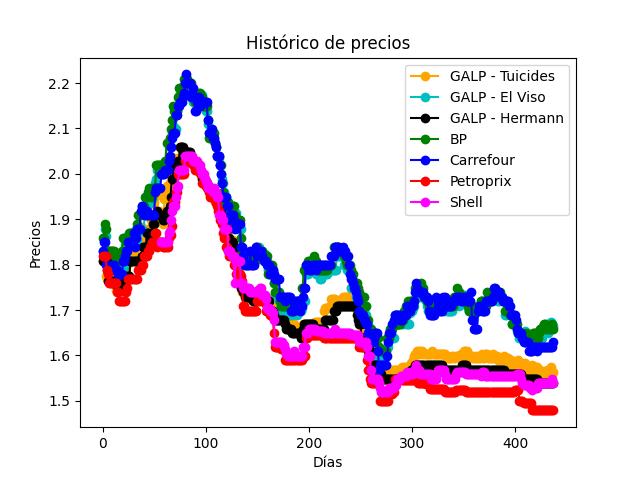 Histórico de precios
GALP - Tuicides
GALP - El Viso
GALP - Hermann
BP
Carrefour
Petroprix
Shell
Precios
2.2
2.1
2.0
1.9
1.8
1.7
1.6
1.5
0 100 200 300 400
Días